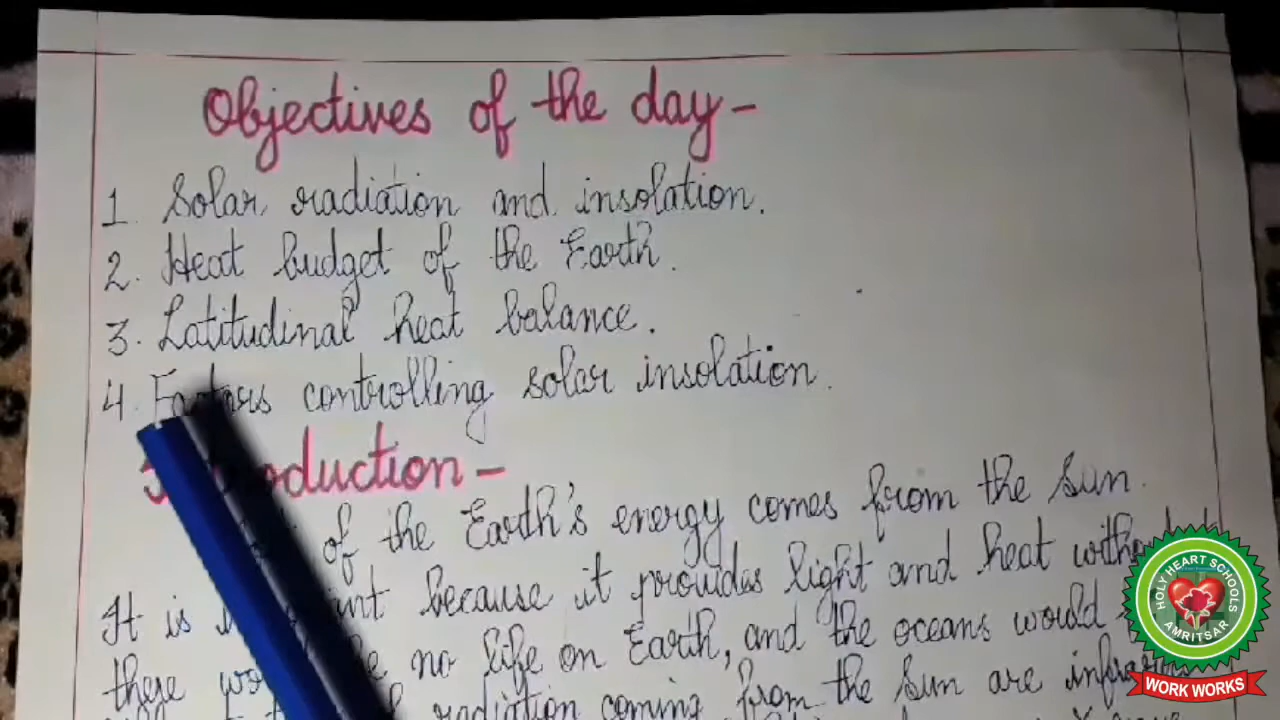 Objectives of the day -
1. Solar radiation and insolation.
2. Heat budget of the Earth.
3. Latitudinal heat balance.
4. Factors controlling solar insolation.
of the Earth's energy comes from the Sun.
It is because it provides light and heat
there no life on Earth, and the oceans would
radiation coming from the Sun are
HOLY HEART SCHOOLS
AMRITSAR
WORK WORKS